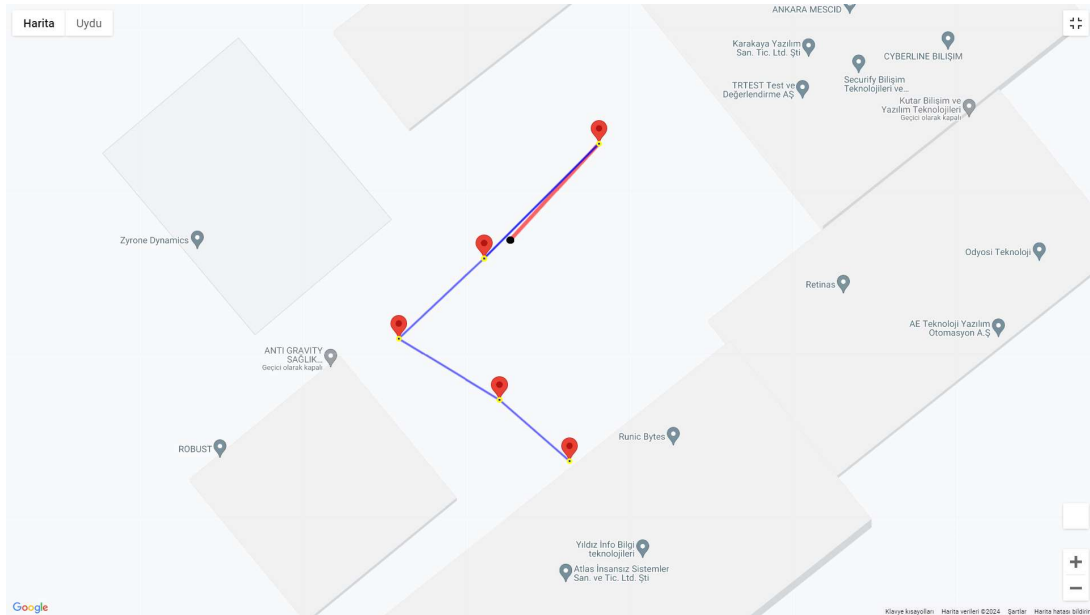 Harita
Uydu
ANKARA MESCİD
Karakaya Yazılım
San. Tic. Ltd. Şti
CYBERLINE BİLİŞİM
TRTEST Test ve
Değerlendirme AŞ
Securify Bilişim
Teknolojileri ve...
Kutar Bilişim ve
Yazılım Teknolojileri
Geçici olarak kapalı
Zyrone Dynamics
Odyosi Teknoloji
Retinas
AE Teknoloji Yazılım
Otomasyon A.Ş
ANTI GRAVITY
SAĞLIK...
Geçici olarak kapalı
ROBUST
Runic Bytes
Yıldız İnfo Bilgi
teknolojileri
Atlas İnsansız Sistemler
San. ve Tic. Ltd. Şti
Google
Klavye kısayolları
Harita verileri ©2024
Şartlar
Harita hatası bildirin